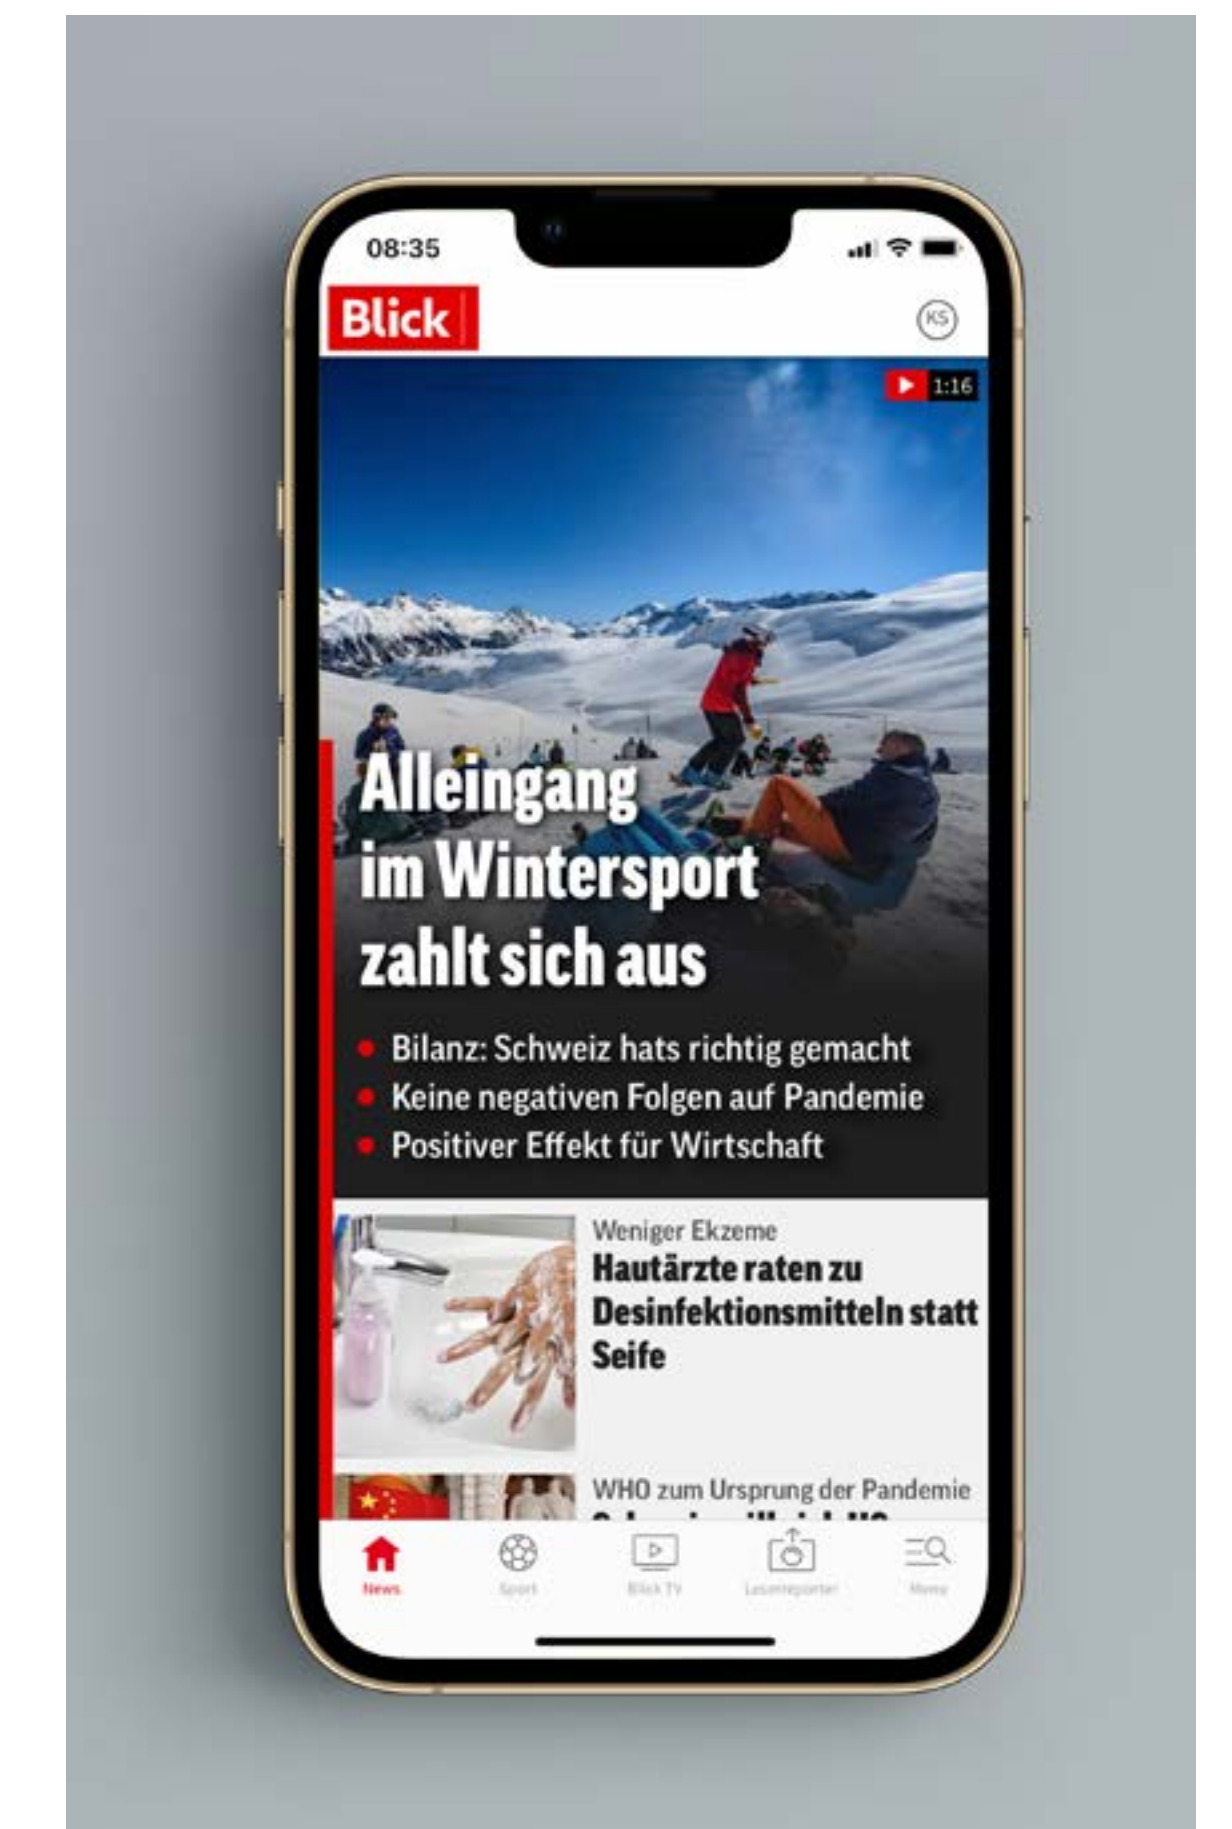 08:35
Blick
KS
1:16
Alleingang
im Wintersport
zahlt sich aus
Bilanz: Schweiz hats richtig gemacht
Keine negativen Folgen auf Pandemie
Positiver Effekt für Wirtschaft
Weniger Ekzeme
Hautärzte raten zu
Desinfektionsmitteln statt
Seife
WHO zum Ursprung der Pandemie
News
Sport
Blick TV
Leserreporter
Menu